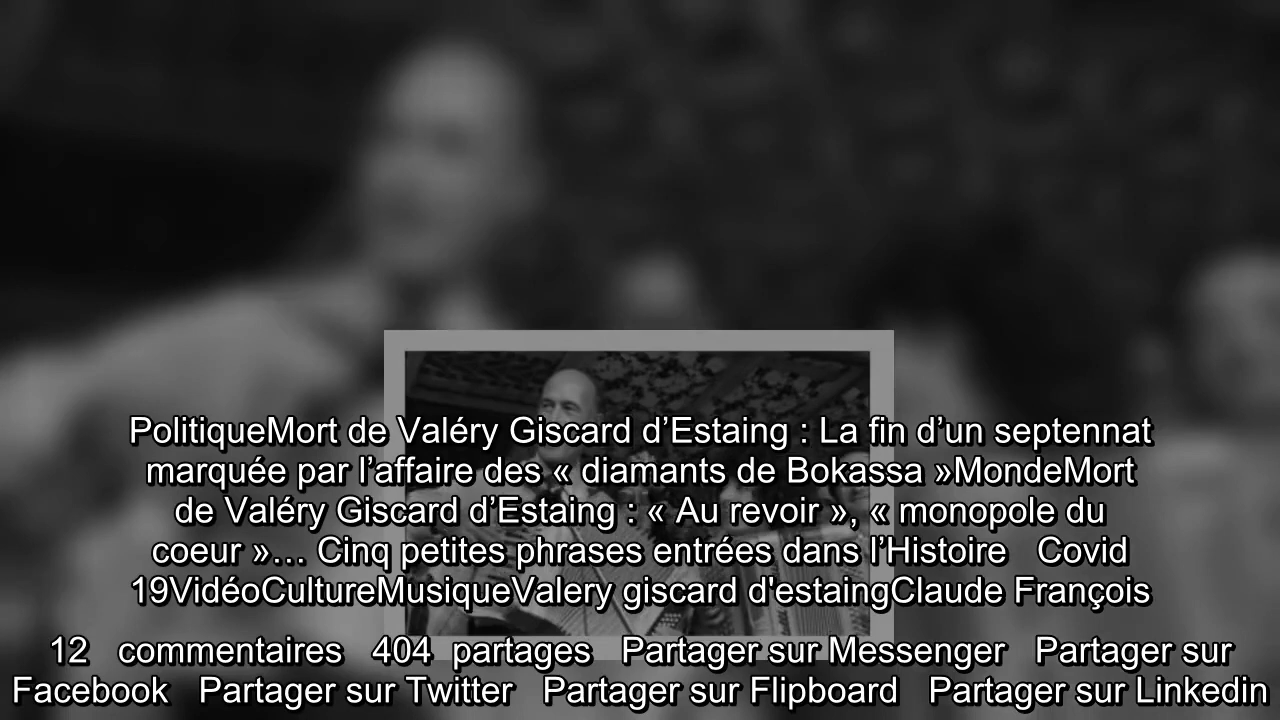 PolitiqueMort de Valéry Giscard d’Estaing : La fin d’un septennat
marquée par l’affaire des « diamants de Bokassa »MondeMort
de Valéry Giscard d’Estaing : « Au revoir », « monopole du
coeur »… Cinq petites phrases entrées dans l’Histoire   Covid
19VidéoCultureMusiqueValery giscard d'estaingClaude François
12   commentaires   404  partages   Partager sur Messenger   Partager sur
Facebook   Partager sur Twitter   Partager sur Flipboard   Partager sur Linkedin